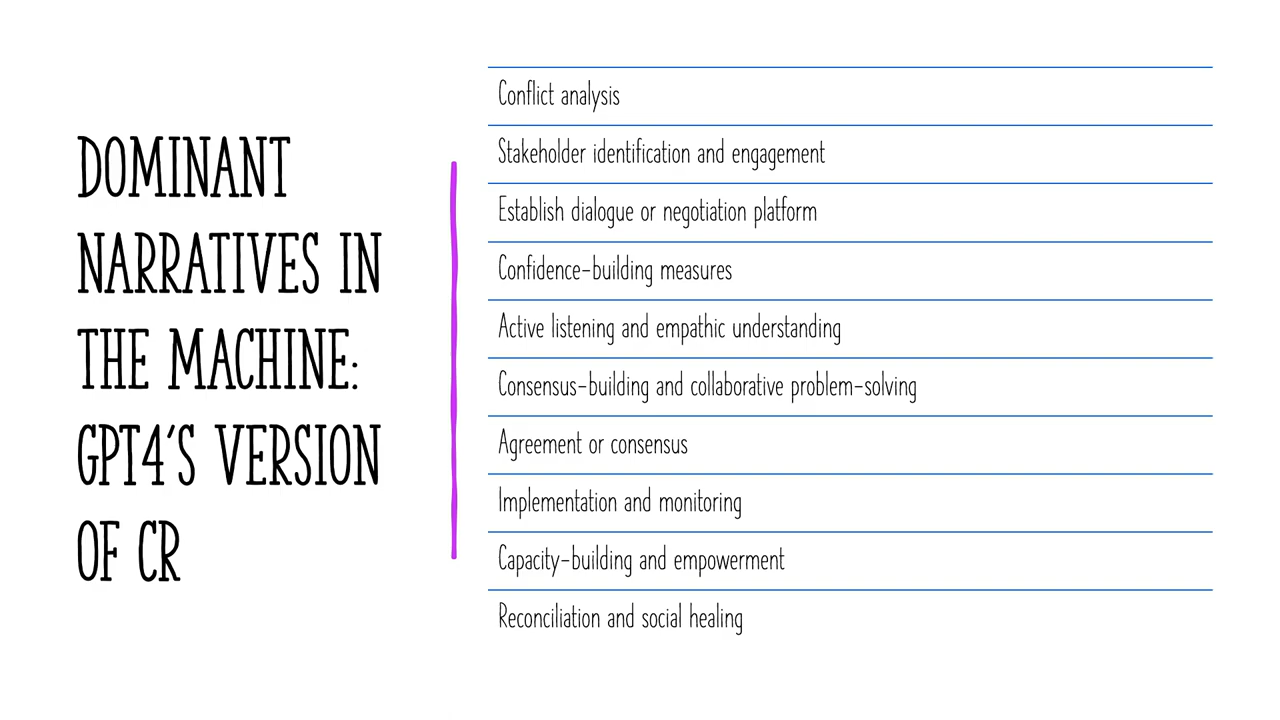 DOMINANT
NARRATIVES IN
THE MACHINE:
GPT4'S VERSION
OF CR
Conflict analysis
Stakeholder identification and engagement
Establish dialogue or negotiation platform
Confidence-building measures
Active listening and empathic understanding
Consensus-building and collaborative problem-solving
Agreement or consensus
Implementation and monitoring
Capacity-building and empowerment
Reconciliation and social healing